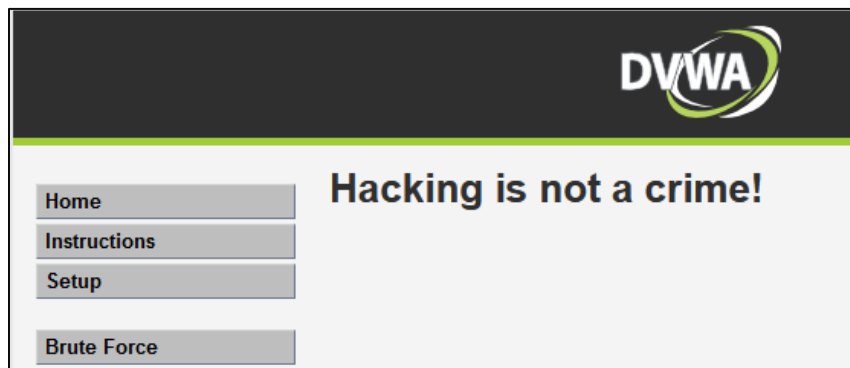 DVWA
Hacking is not a crime!
Home
Instructions
Setup
Brute Force